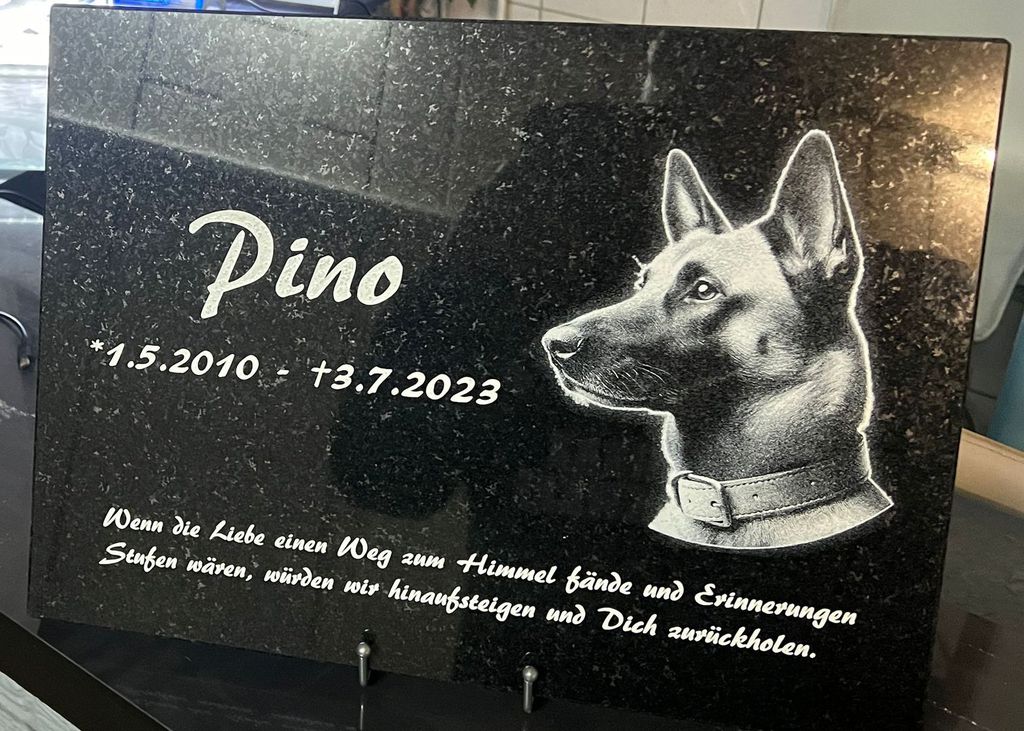 Pino
*1.5.2010 - †3.7.2023
Wenn die Liebe einen Weg zum Himmel fände und Erinnerungen
Stufen wären, würden wir hinaufsteigen und Dich zurückholen.